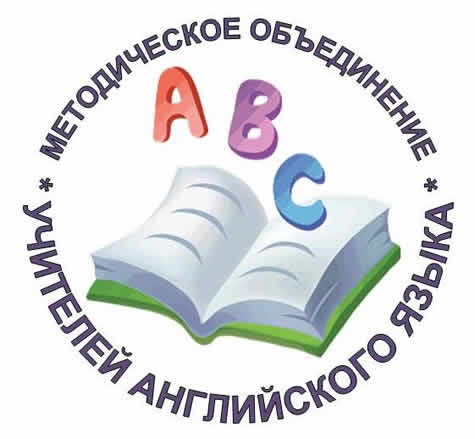 МЕТОДИЧЕСКОЕ ОБЪЕДИНЕНИЕ
A B C
* УЧИТЕЛЕЙ АНГЛИЙСКОГО ЯЗЫКА *